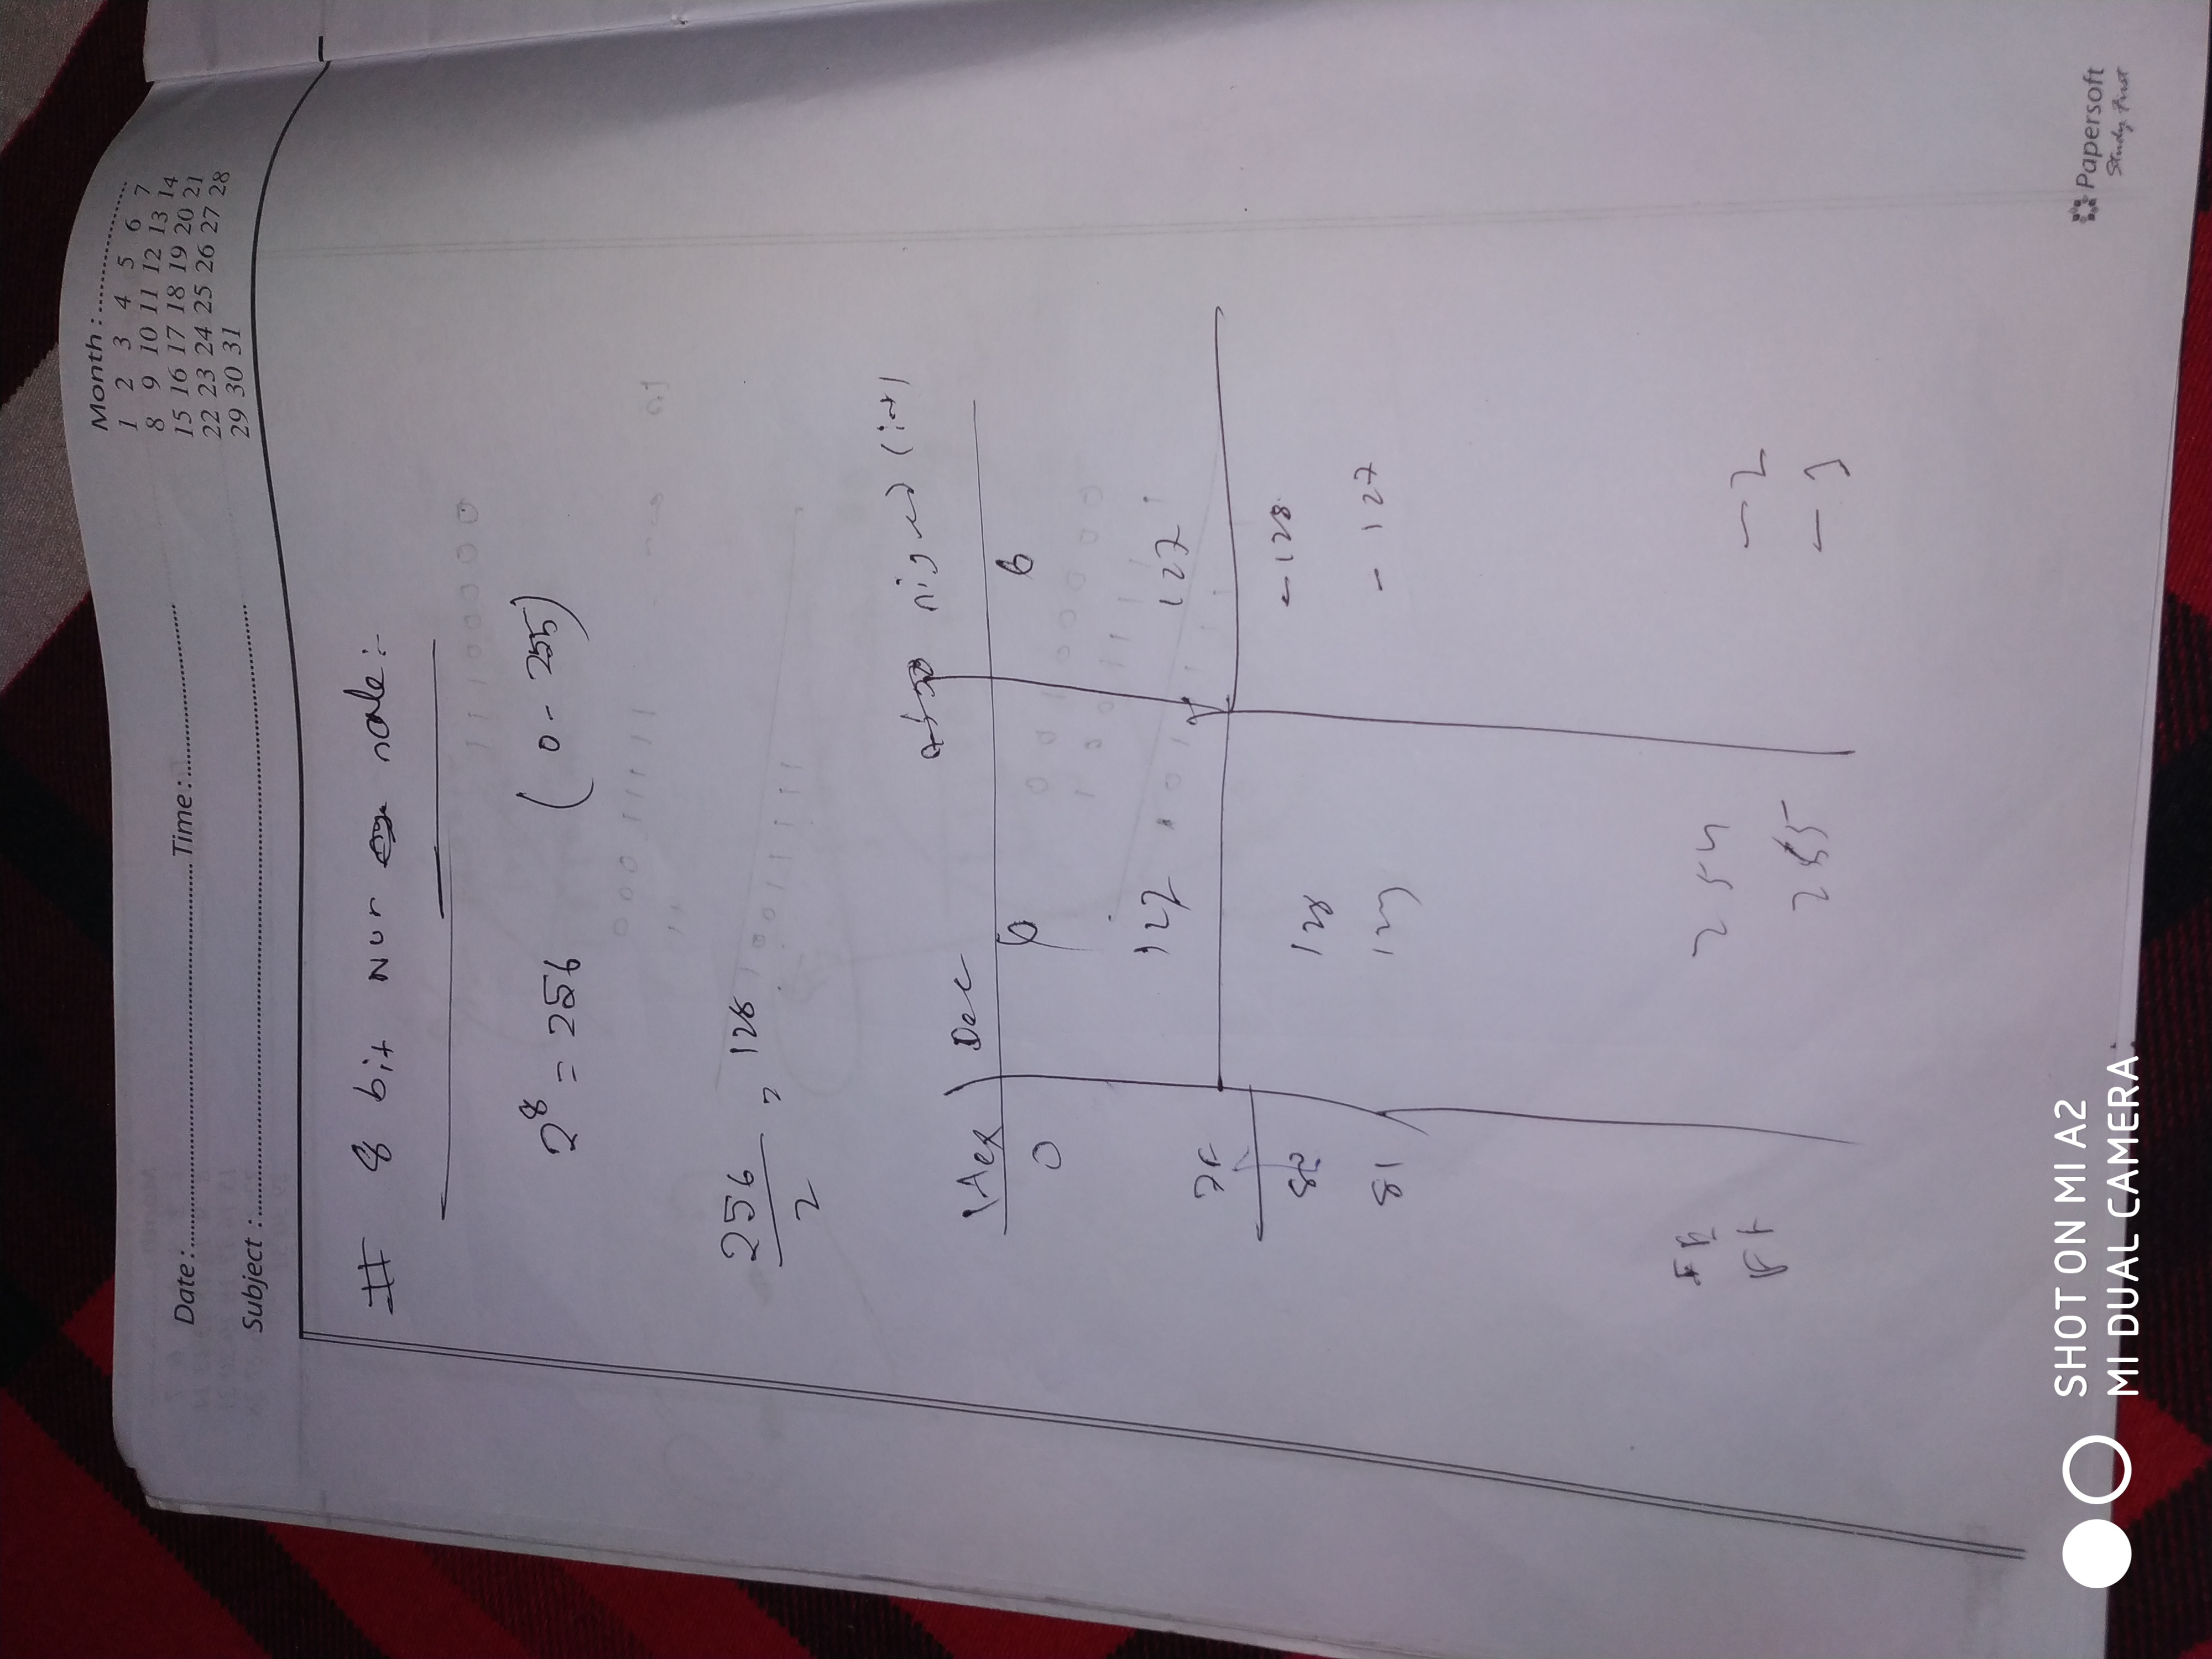 Month :
1 2 3 4 5 6 7
8 9 10 11 12 13 14
15 16 17 18 19 20 21
22 23 24 25 26 27 28
29 30 31
Date : Time :
Subject :
# 8 bit
2^8 = 256 (0 - 255)
256/2 = 128
Hex Dec signed (int)
0 0 0
127 127
7F
80 128 -128
81 129 -127
FE 254 -2
FF 255 -1
SHOT ON MI A2
MI DUAL CAMERA
Papersoft
Study First